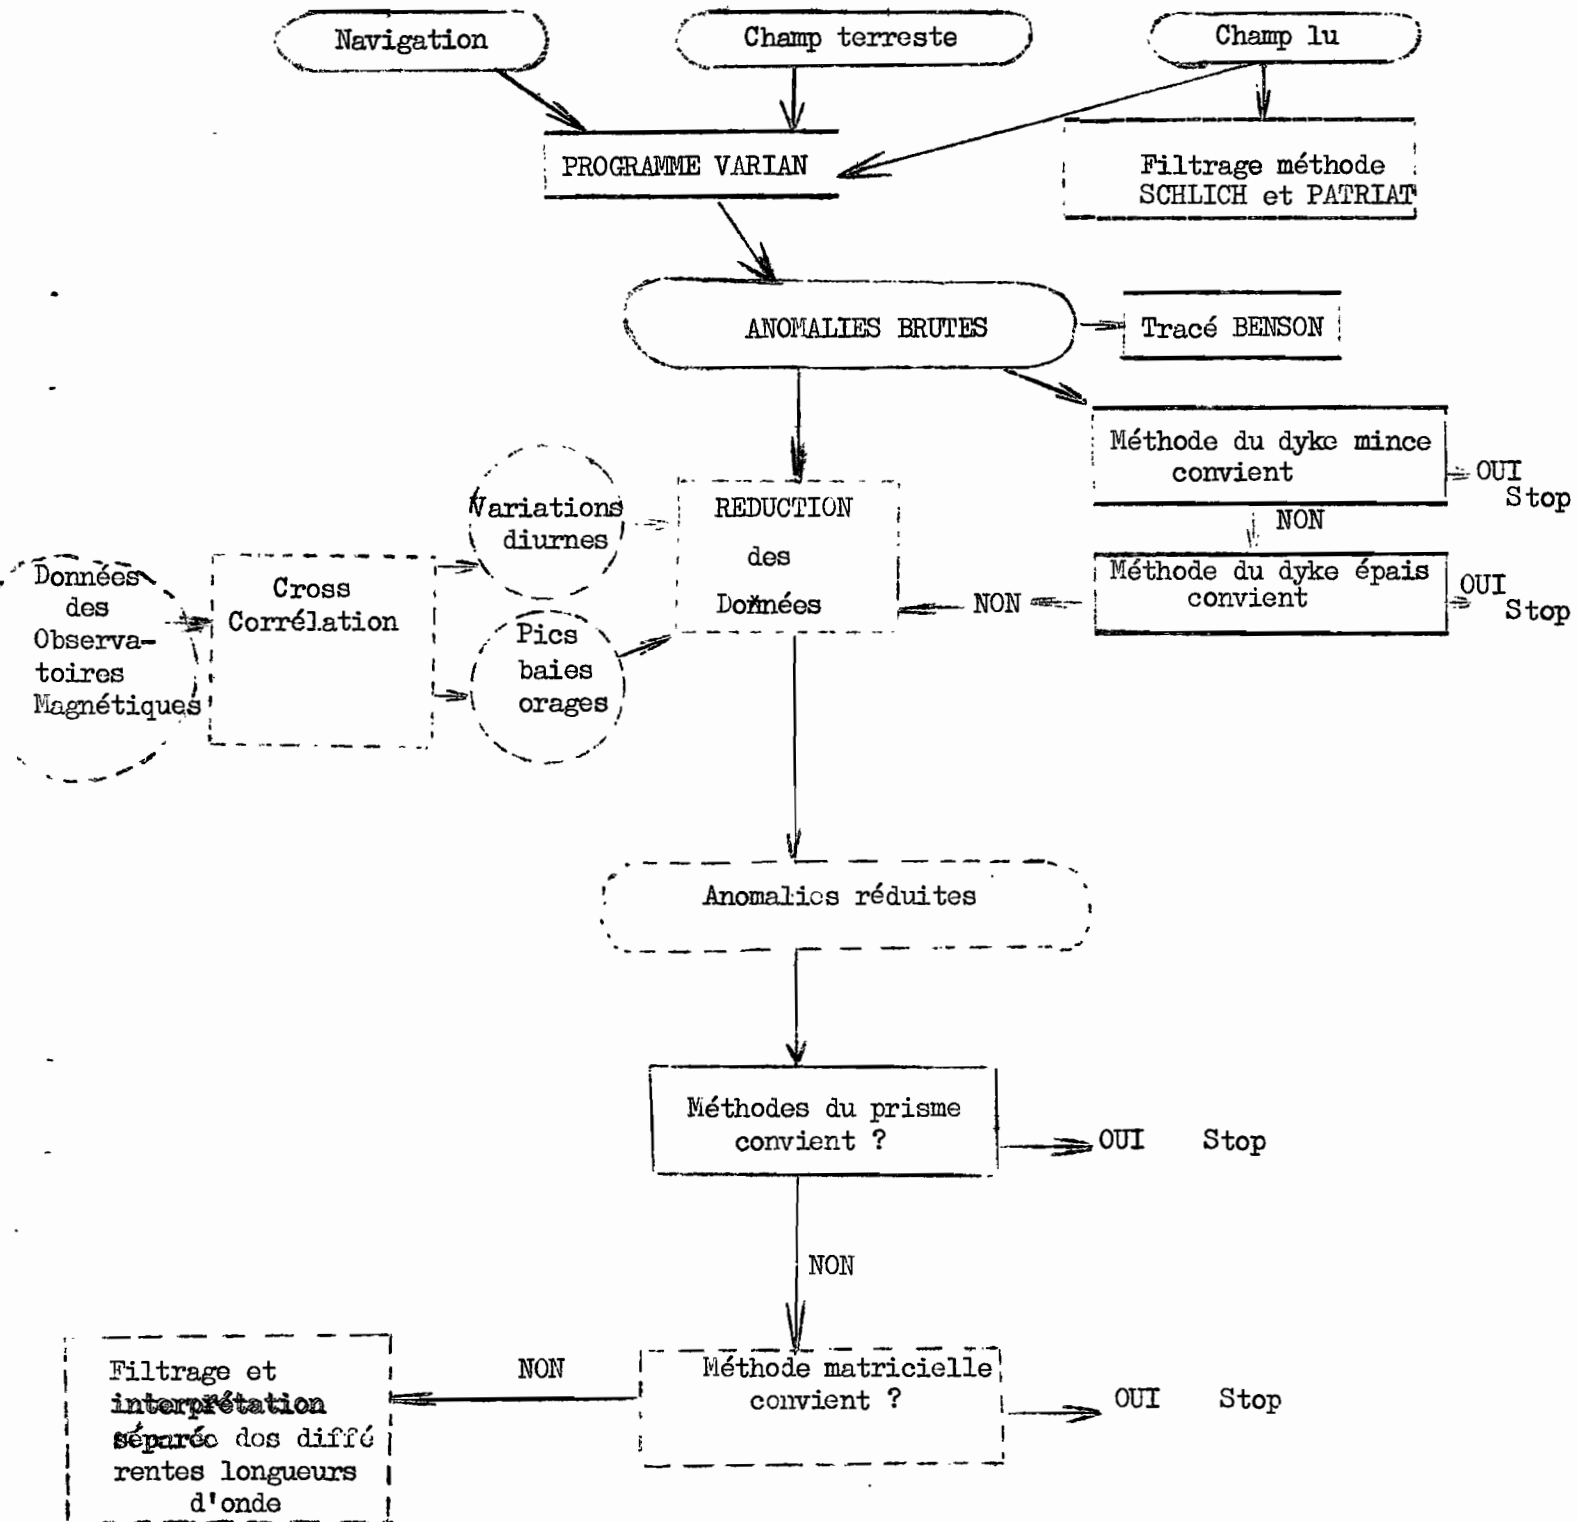 Navigation
Champ terreste
Champ lu
PROGRAMME VARIAN
Filtrage méthode
SCHLICH et PATRIAT
ANOMALIES BRUTES
Tracé BENSON
Méthode du dyke mince
convient
OUI
Stop
NON
Méthode du dyke épais
convient
OUI
Stop
NON
Variations
diurnes
REDUCTION
des
Données
Données
des
Observa-
toires
Magnétiques
Cross
Corrélation
Pics
baies
orages
Anomalies réduites
Méthodes du prisme
convient ?
OUI Stop
NON
Méthode matricielle
convient ?
OUI Stop
NON
Filtrage et
interprétation
séparée des diffé
rentes longueurs
d'onde